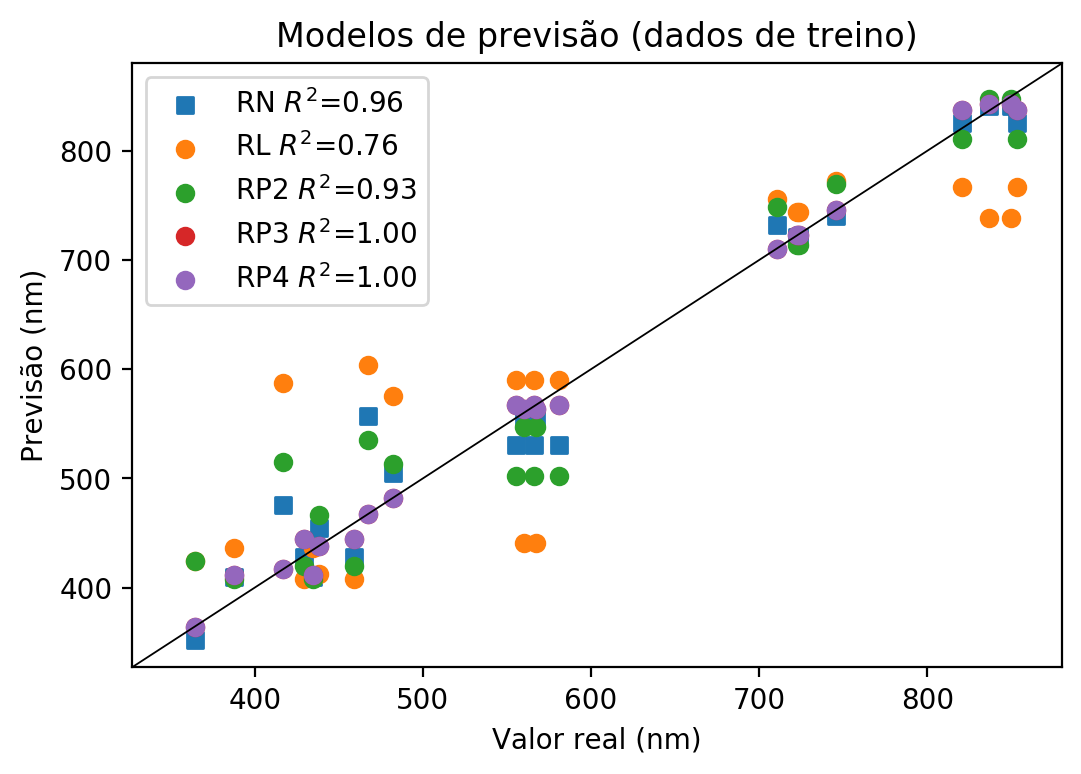 Modelos de previsão (dados de treino)
RN R²=0.96
RL R²=0.76
RP2 R²=0.93
RP3 R²=1.00
RP4 R²=1.00
800
700
600
500
400
Previsão (nm)
400 500 600 700 800
Valor real (nm)